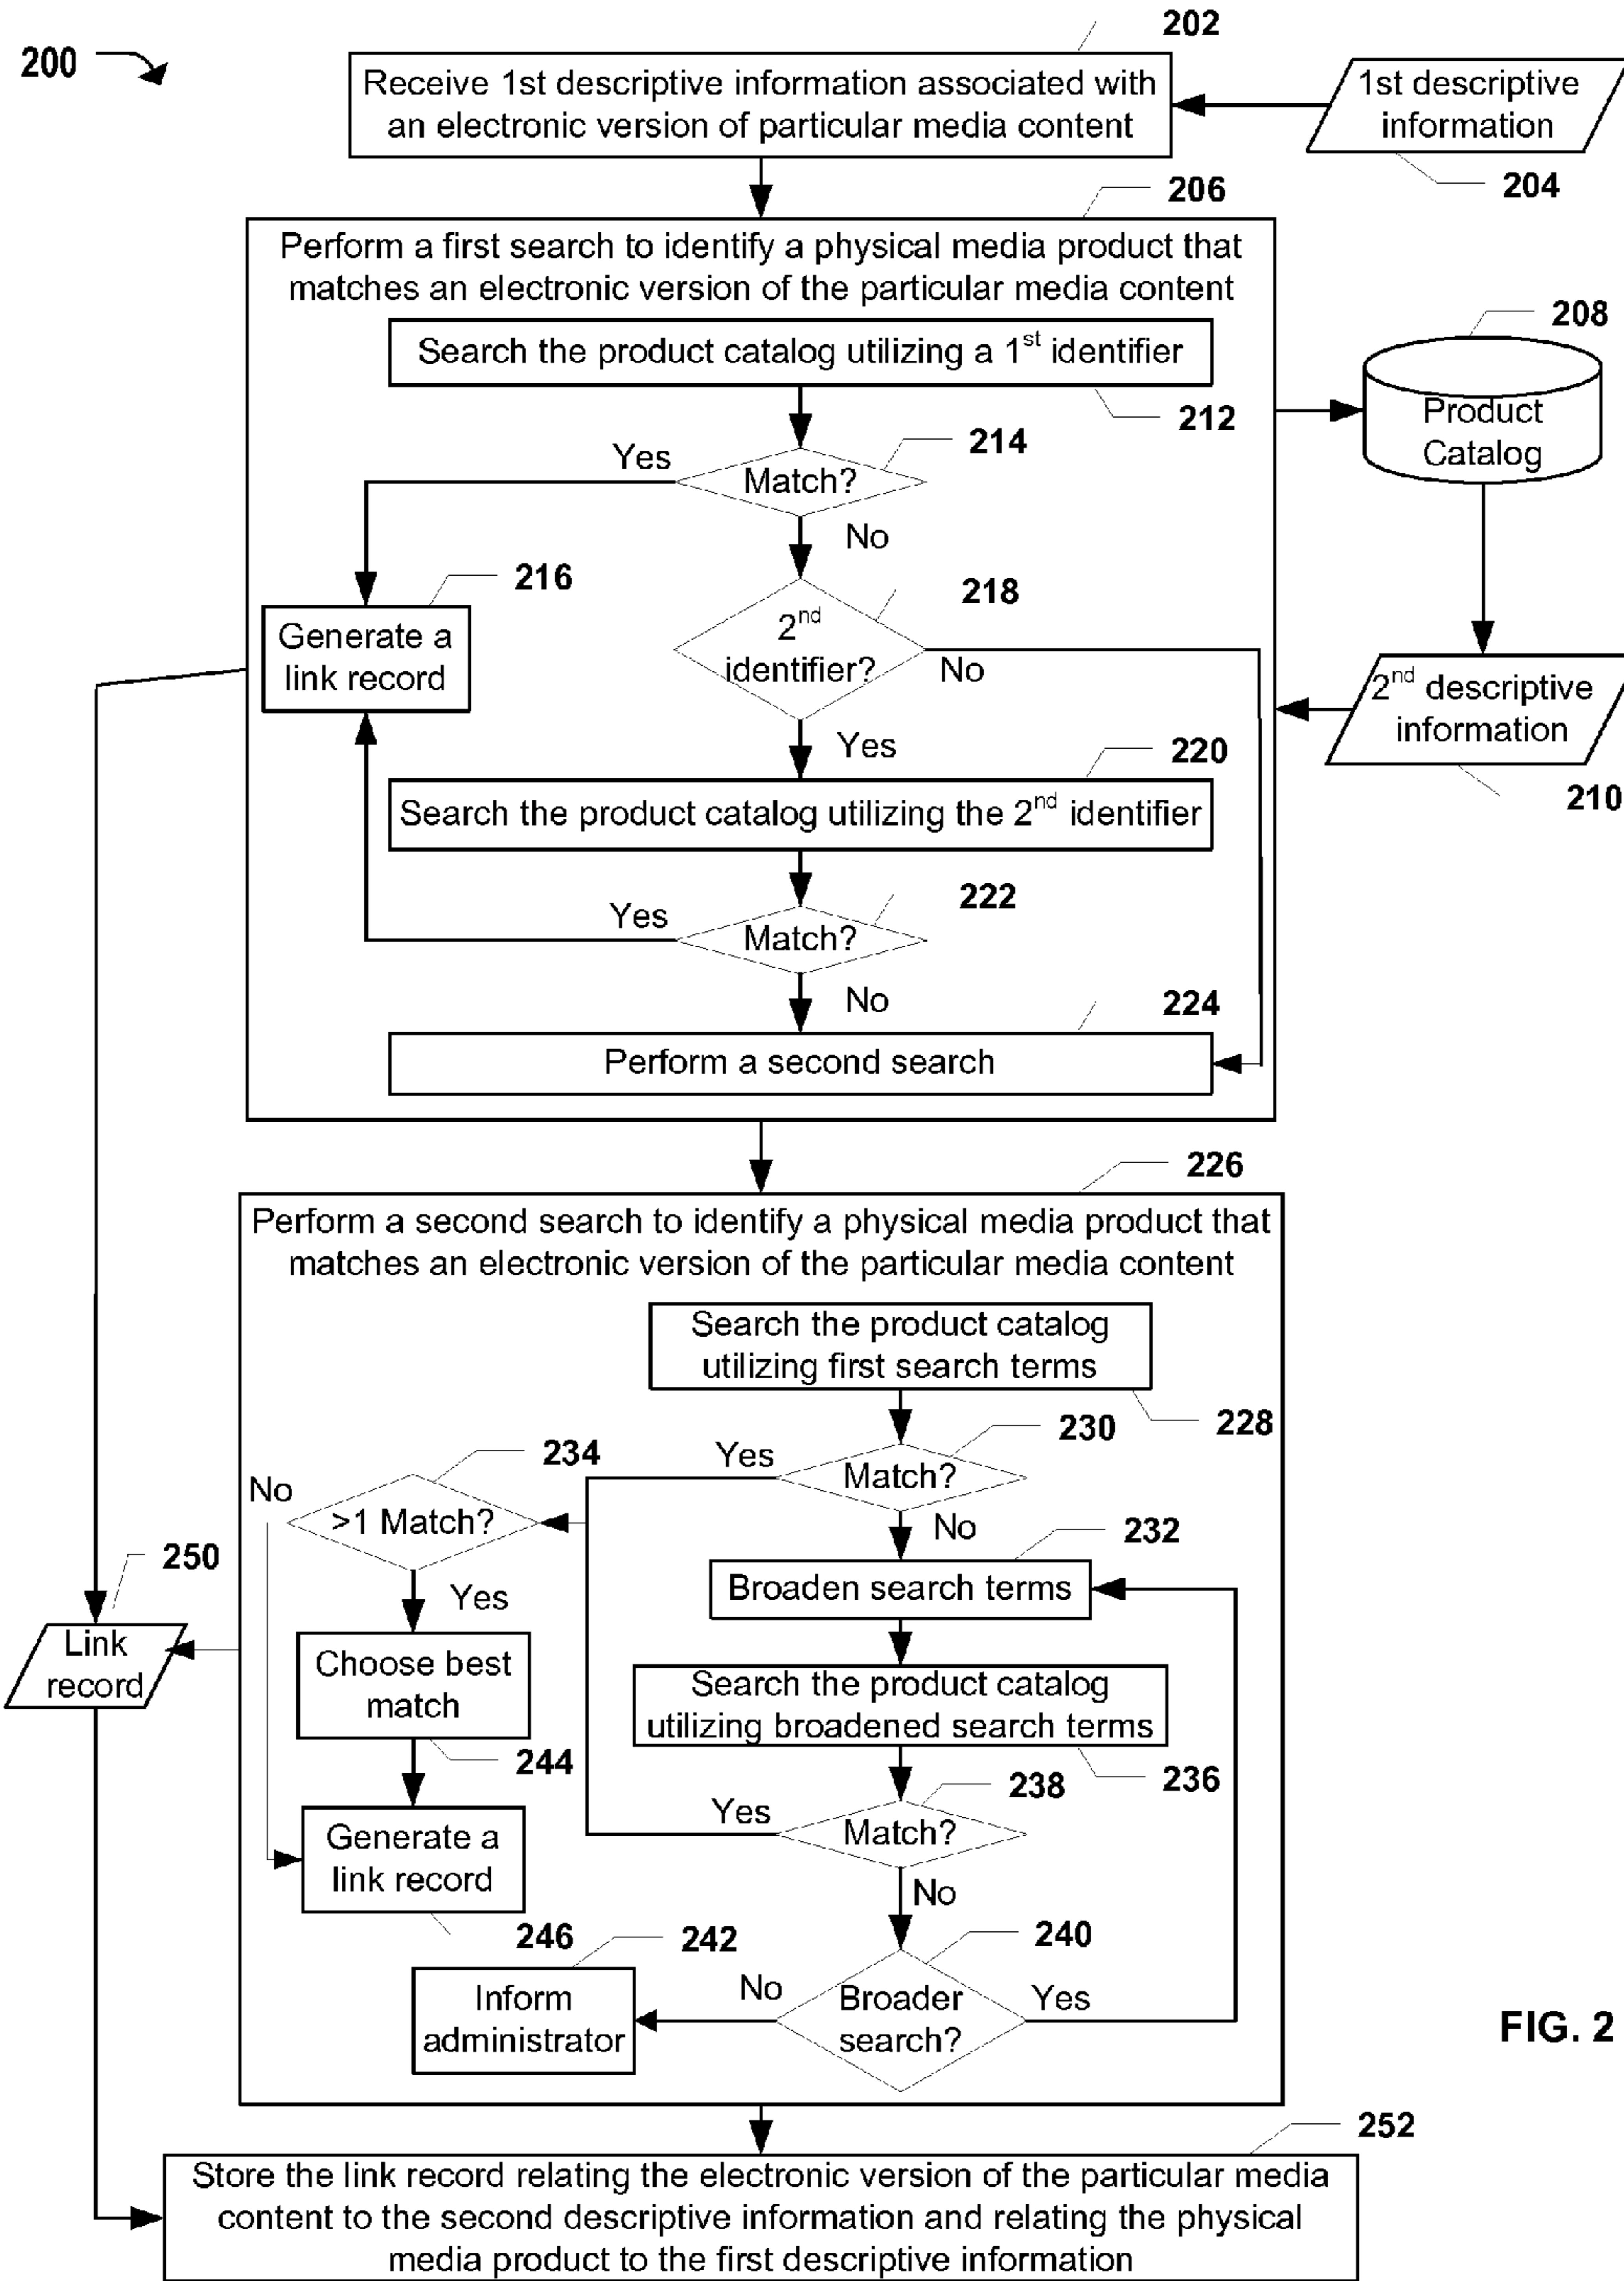 202
200
Receive 1st descriptive information associated with
an electronic version of particular media content
1st descriptive
information
204
206
Perform a first search to identify a physical media product that
matches an electronic version of the particular media content
208
Search the product catalog utilizing a 1st identifier
212
Product
Catalog
214
Yes
Match?
No
216
218
Generate a
link record
2nd
identifier?
No
2nd descriptive
information
Yes
220
210
Search the product catalog utilizing the 2nd identifier
222
Yes
Match?
No
224
Perform a second search
226
Perform a second search to identify a physical media product that
matches an electronic version of the particular media content
Search the product catalog
utilizing first search terms
228
230
234
Yes
Match?
No
>1 Match?
No
232
250
Broaden search terms
Yes
Link
record
Choose best
match
Search the product catalog
utilizing broadened search terms
244
236
238
Yes
Match?
Generate a
link record
No
246
242
240
No
Inform
administrator
Broader
search?
Yes
FIG. 2
252
Store the link record relating the electronic version of the particular media
content to the second descriptive information and relating the physical
media product to the first descriptive information